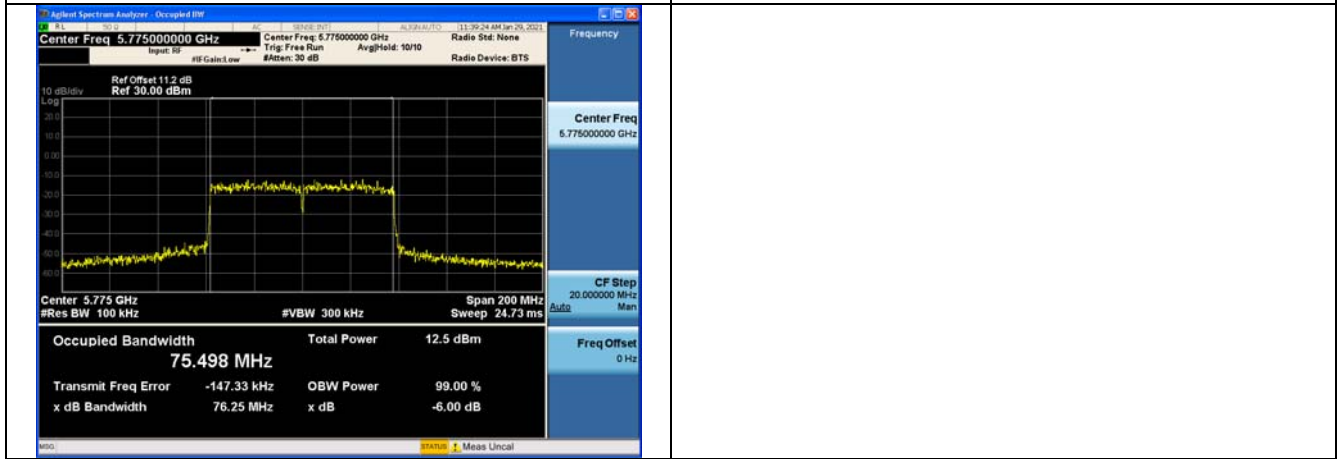 Agilent Spectrum Analyzer - Occupied BW
RL 50 Ω AC SENSE:INT ALIGNAUTO 11:39:24 AM Jan 29, 2021
Center Freq 5.775000000 GHz Center Freq: 5.775000000 GHz Radio Std: None Frequency
Input: RF Trig: Free Run Avg|Hold: 10/10
#IFGain:Low #Atten: 30 dB Radio Device: BTS
Ref Offset 11.2 dB
10 dB/div Ref 30.00 dBm
Log
20.0
10.0
0.00
-10.0
-20.0
-30.0
-40.0
-50.0
-60.0
Center Freq
5.775000000 GHz
CF Step
20.000000 MHz
Auto Man
Center 5.775 GHz Span 200 MHz
#Res BW 100 kHz #VBW 300 kHz Sweep 24.73 ms
Occupied Bandwidth Total Power 12.5 dBm
75.498 MHz
Freq Offset
0 Hz
Transmit Freq Error -147.33 kHz OBW Power 99.00 %
x dB Bandwidth 76.25 MHz x dB -6.00 dB
MSG STATUS Meas Uncal